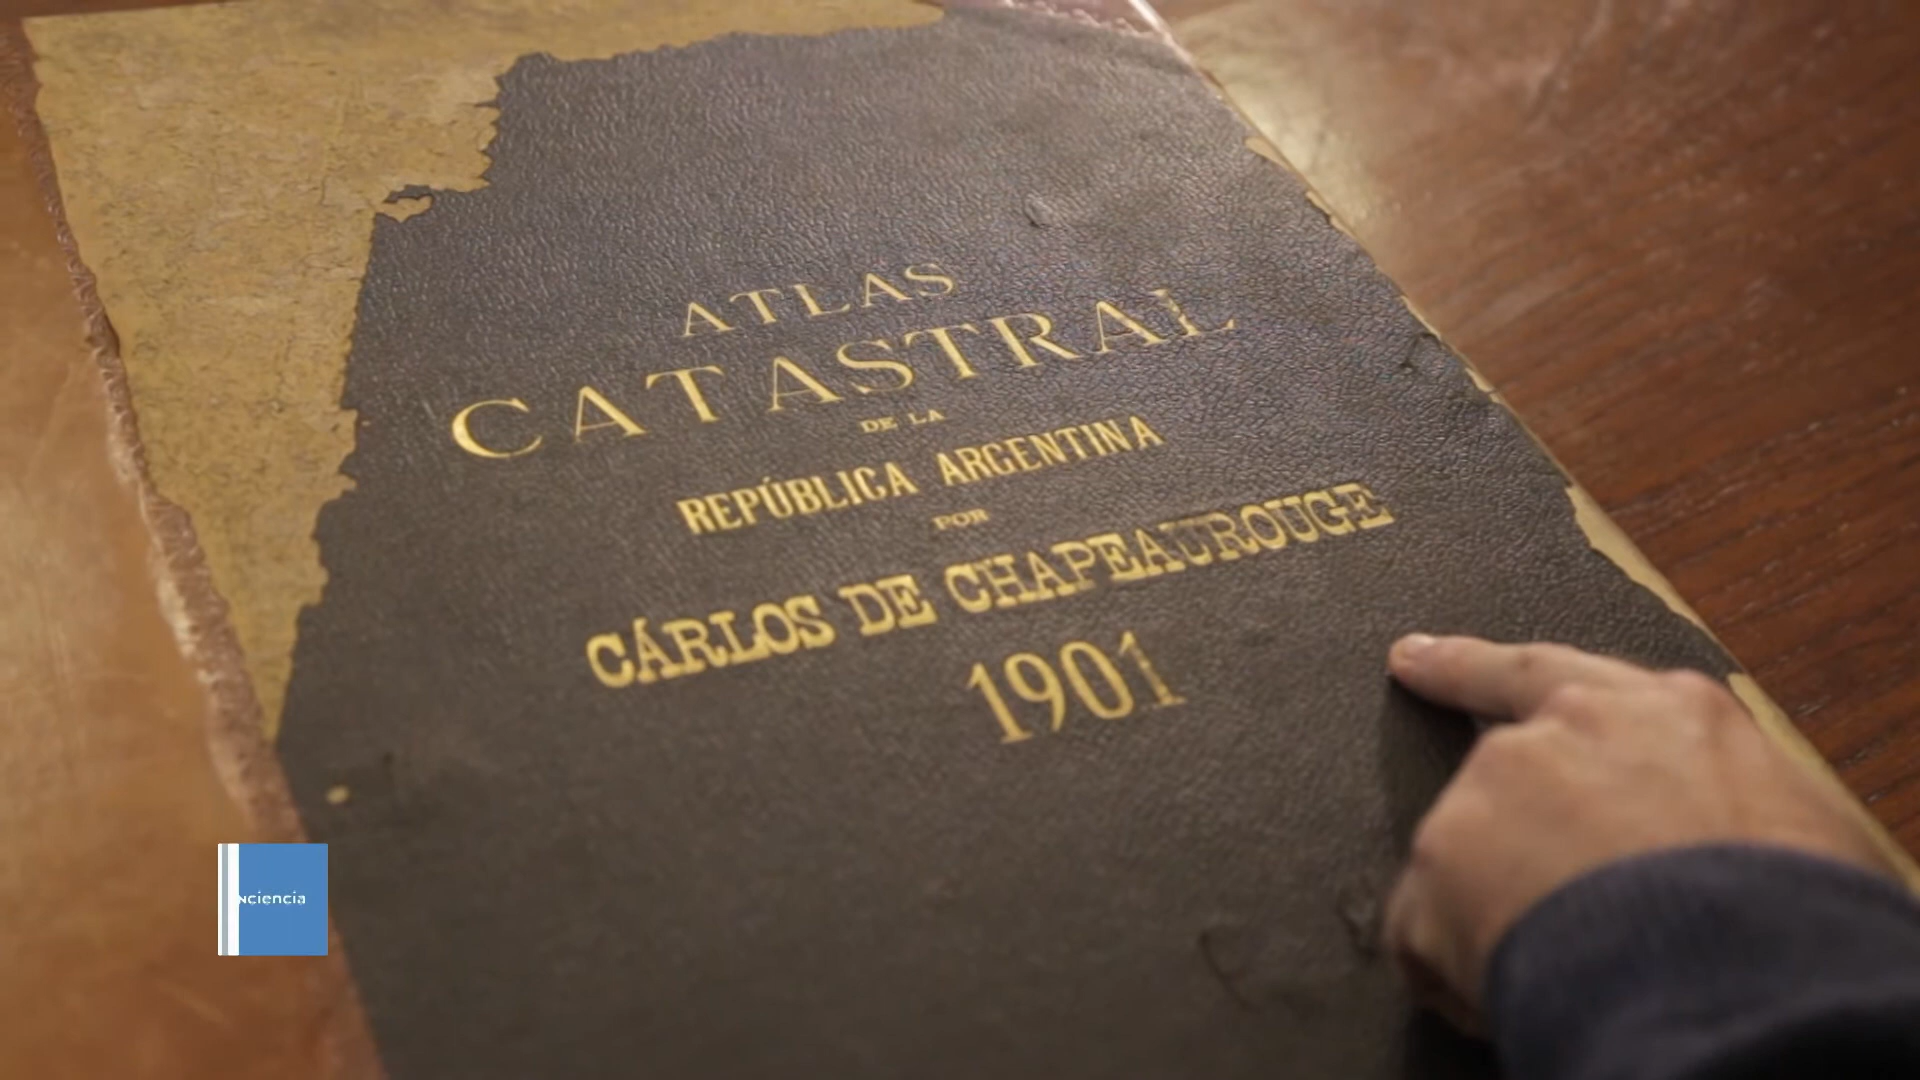 ATLAS
CATASTRAL
DE LA
REPÚBLICA ARGENTINA
POR
CÁRLOS DE CHAPEAUROUGE
1901
nciencia